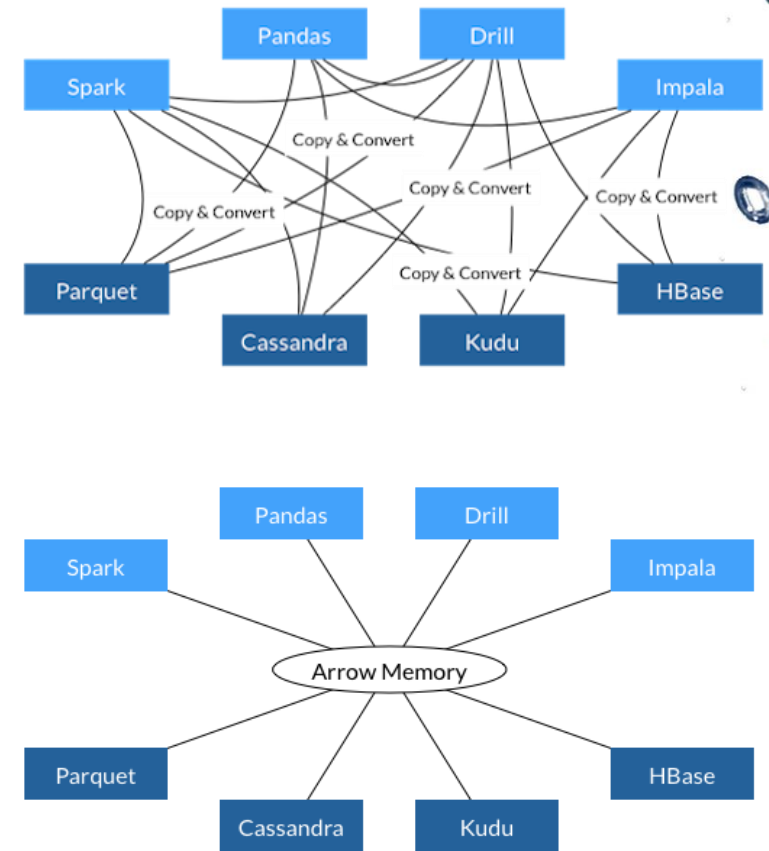 Pandas
Drill
Spark
Impala
Copy & Convert
Copy & Convert
Copy & Convert
Copy & Convert
Copy & Convert
Parquet
HBase
Cassandra
Kudu
Pandas
Drill
Spark
Impala
Arrow Memory
Parquet
HBase
Cassandra
Kudu